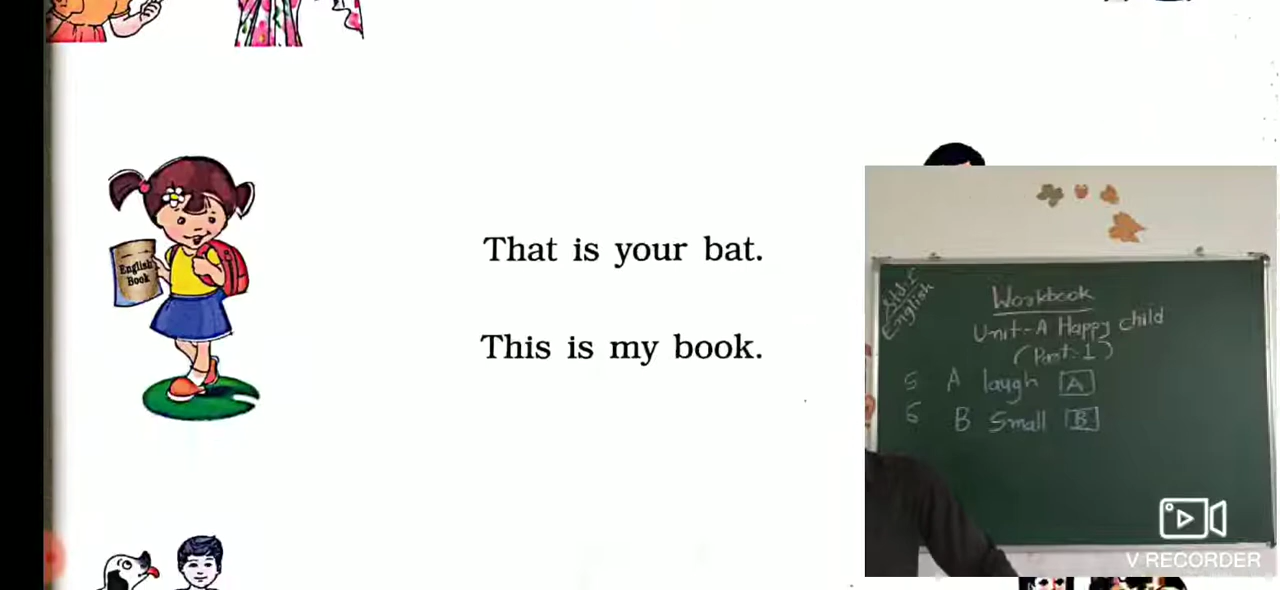 English
Book
That is your bat.
This is my book.
Std:-I
English
Workbook
Unit:-A Happy child
(Part:-1)
5 A laugh A
6 B Small B
V RECORDER